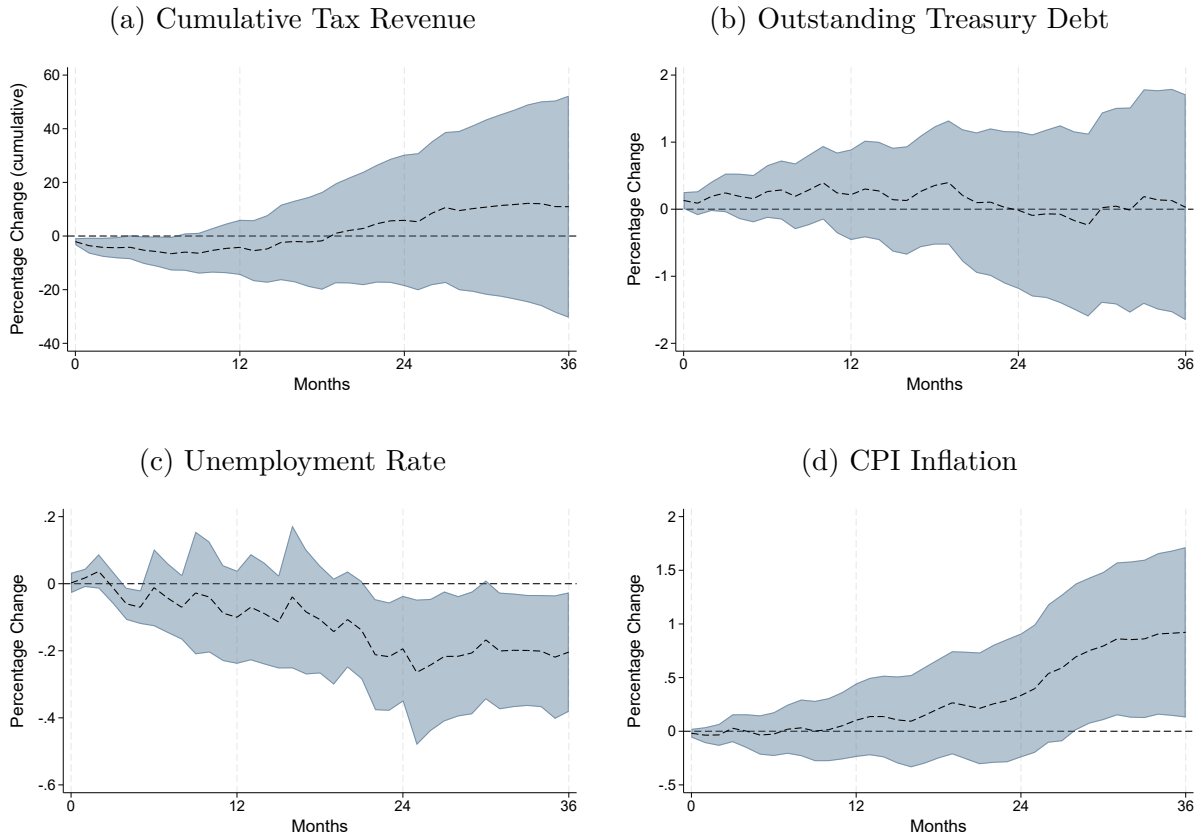 (a) Cumulative Tax Revenue
60
40
20
0
-20
-40
Percentage Change (cumulative)
0 12 24 36
Months
(b) Outstanding Treasury Debt
2
1
0
-1
-2
Percentage Change
0 12 24 36
Months
(c) Unemployment Rate
.2
0
-.2
-.4
-.6
Percentage Change
0 12 24 36
Months
(d) CPI Inflation
2
1.5
1
.5
0
-.5
Percentage Change
0 12 24 36
Months